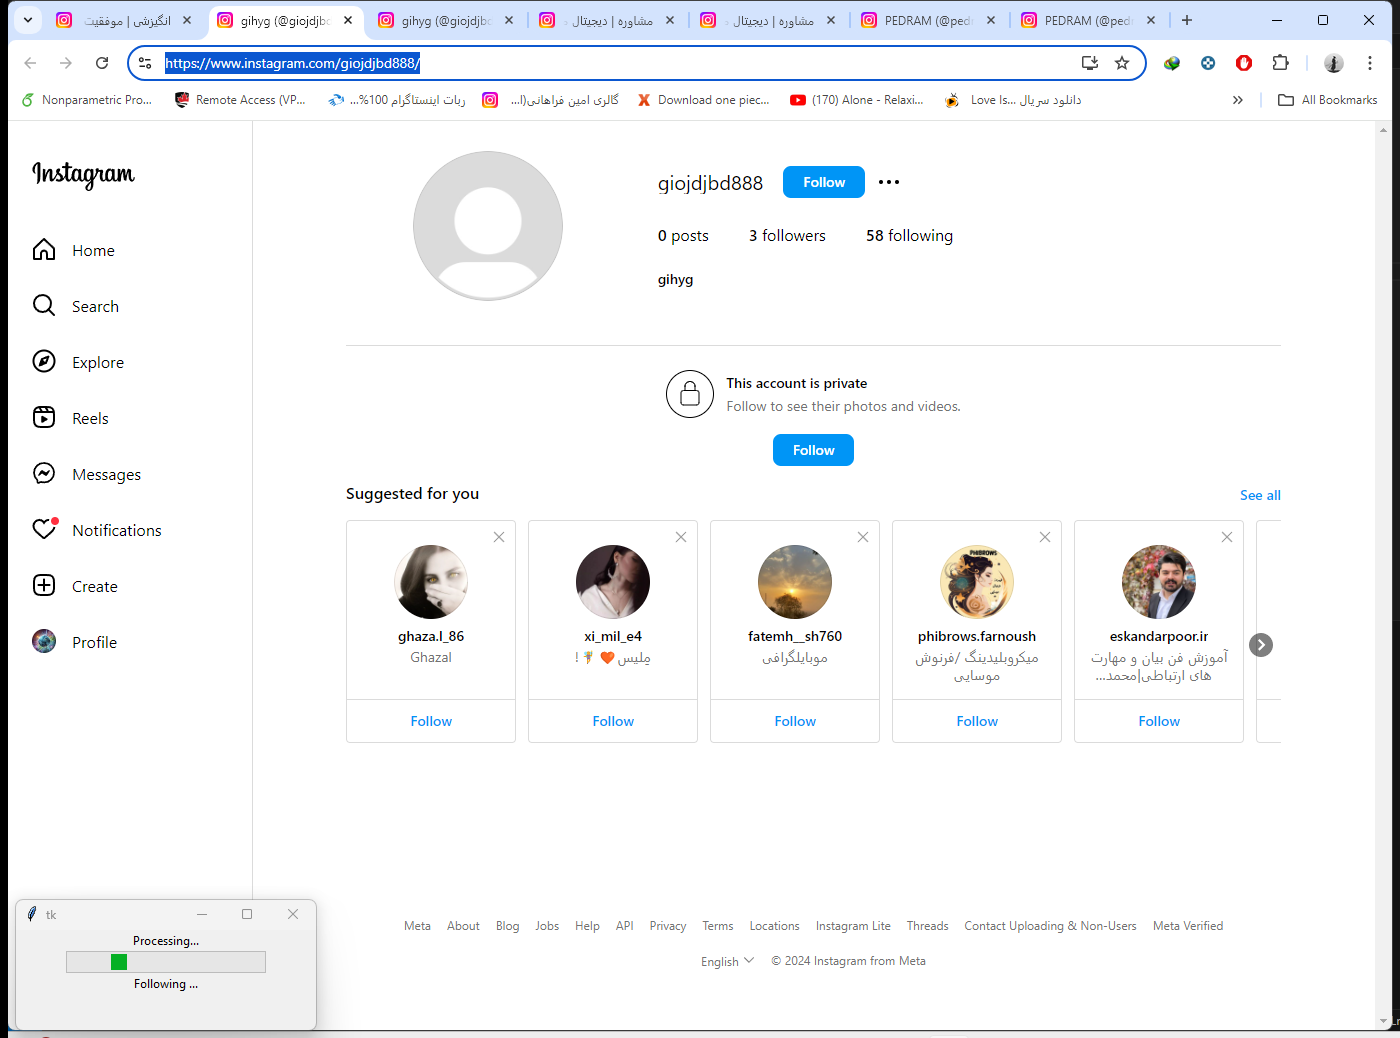 انگیزشی | موفقیت
gihyg (@giojdjbd
gihyg (@giojdjbd
مشاوره | دیجیتال
مشاوره | دیجیتال
PEDRAM (@ped
PEDRAM (@ped
https://www.instagram.com/giojdjbd888/
Nonparametric Pro...
Remote Access (VP...
ربات اینستاگرام 100%...
گالری امین فراهانی(ا...
Download one piec...
(170) Alone - Relaxi...
دانلود سریال Love Is...
All Bookmarks
Instagram
Home
Search
Explore
Reels
Messages
Notifications
Create
Profile
giojdjbd888
Follow
0 posts
3 followers
58 following
gihyg
This account is private
Follow to see their photos and videos.
Follow
Suggested for you
See all
ghaza.l_86
Ghazal
Follow
xi_mil_e4
مِلیس ❤️‍🔥🧚 !
Follow
fatemh__sh760
موبایلگرافی
Follow
PHIBROWS
phibrows.farnoush
میکروبلیدینگ /فرنوش
موسایی
Follow
eskandarpoor.ir
آموزش فن بیان و مهارت
های ارتباطی|محمد...
Follow
Meta
About
Blog
Jobs
Help
API
Privacy
Terms
Locations
Instagram Lite
Threads
Contact Uploading & Non-Users
Meta Verified
English
© 2024 Instagram from Meta
tk
Processing...
Following ...